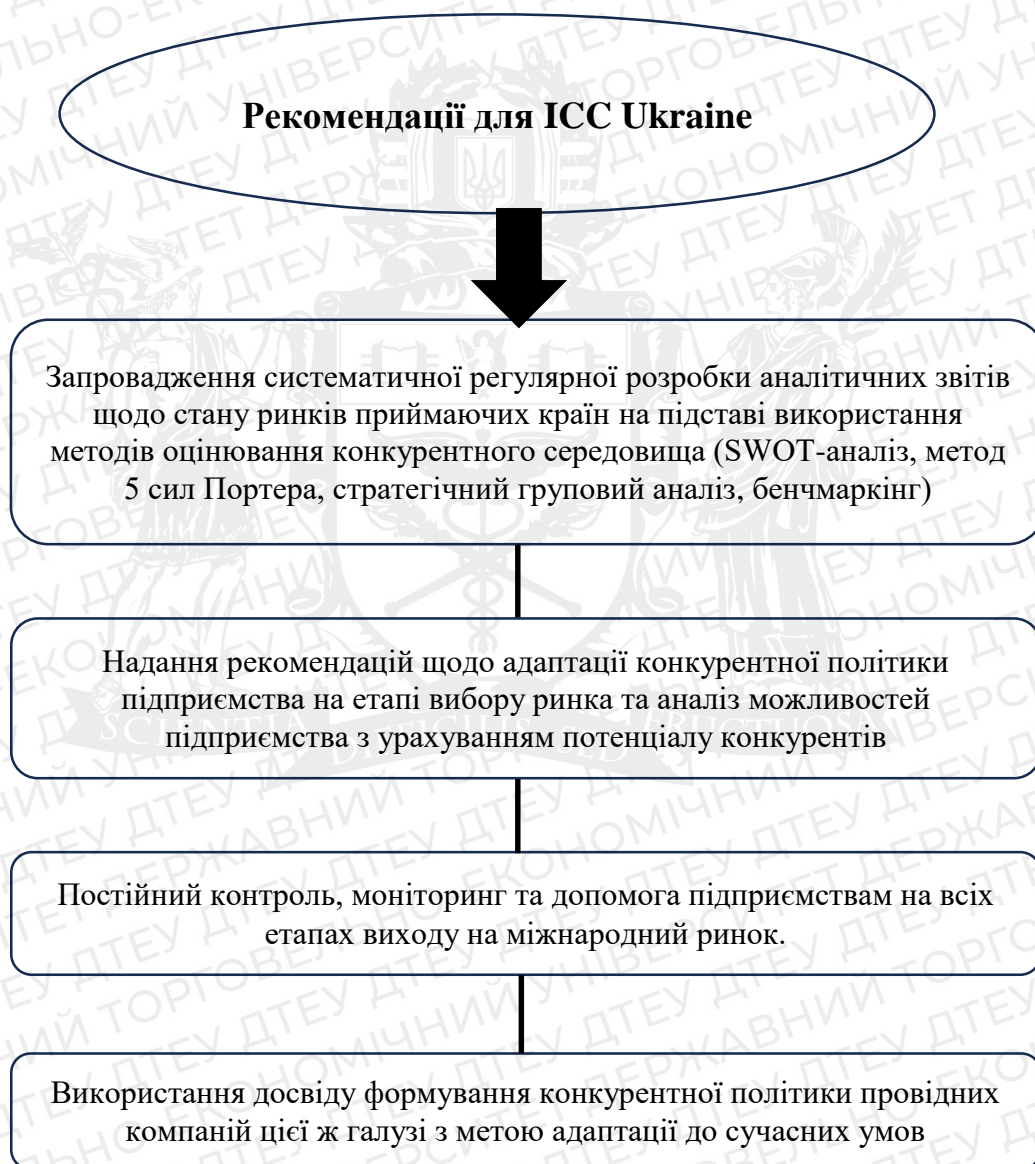 Рекомендації для ICC Ukraine
Запровадження систематичної регулярної розробки аналітичних звітів
щодо стану ринків приймаючих країн на підставі використання
методів оцінювання конкурентного середовища (SWOT-аналіз, метод
5 сил Портера, стратегічний груповий аналіз, бенчмаркінг)
Надання рекомендацій щодо адаптації конкурентної політики
підприємства на етапі вибору ринка та аналіз можливостей
підприємства з урахуванням потенціалу конкурентів
Постійний контроль, моніторинг та допомога підприємствам на всіх
етапах виходу на міжнародний ринок.
Використання досвіду формування конкурентної політики провідних
компаній цієї ж галузі з метою адаптації до сучасних умов